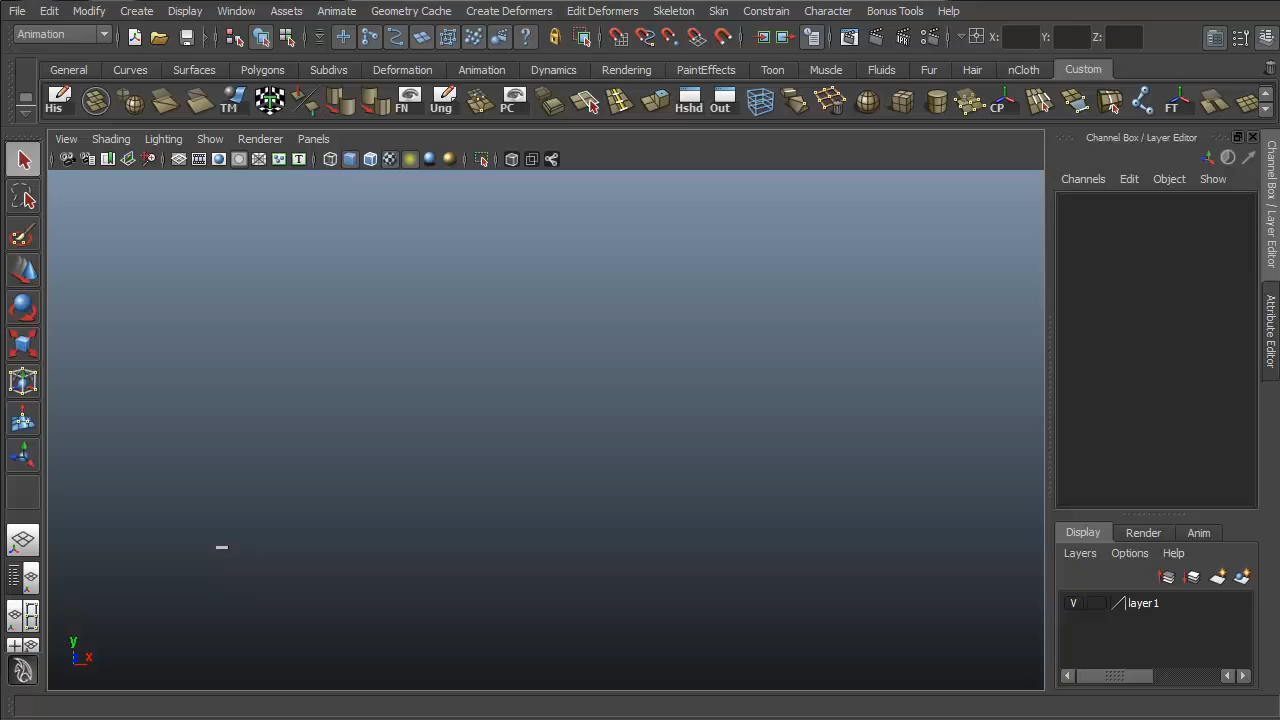 File Edit Modify Create Display Window Assets Animate Geometry Cache Create Deformers Edit Deformers Skeleton Skin Constrain Character Bonus Tools Help
Animation X: Y: Z:
General Curves Surfaces Polygons Subdivs Deformation Animation Dynamics Rendering PaintEffects Toon Muscle Fluids Fur Hair nCloth Custom
His TM FN Ung PC Hshd Out CP FT
View Shading Lighting Show Renderer Panels
Channel Box / Layer Editor
T
Channels Edit Object Show
Channel Box / Layer Editor
Attribute Editor
Display Render Anim
Layers Options Help
V layer1
y
x